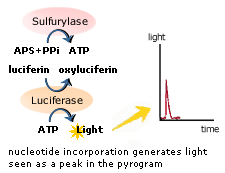 Sulfurylase
APS+PPi ATP
luciferin oxyluciferin
Luciferase
ATP Light
light
time
nucleotide incorporation generates light
seen as a peak in the pyrogram